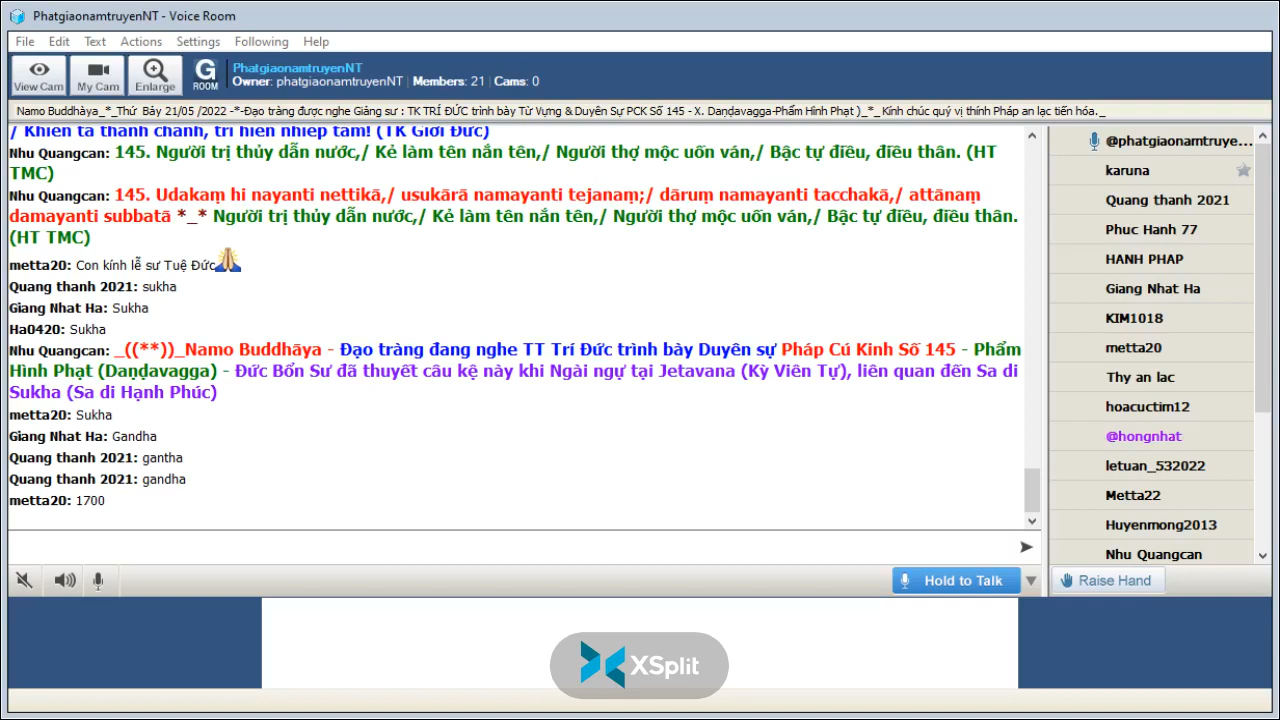 PhatgiaonamtruyenNT - Voice Room
File Edit Text Actions Settings Following Help
View Cam
My Cam
Enlarge
G
ROOM
PhatgiaonamtruyenNT
Owner: phatgiaonamtruyenNT | Members: 21 | Cams: 0
Namo Buddhàya_*_Thứ Bảy 21/05 /2022 -*-Đạo tràng được nghe Giảng sư : TK TRÍ ĐỨC trình bày Từ Vựng & Duyên Sự PCK Số 145 - X. Daṇḍavagga-Phẩm Hình Phạt )_*_ Kính chúc quý vị thính Pháp an lạc tiến hóa._
/ Khiến ta thành chánh, trí hiền nhiếp tâm! (TK Giới Đức)
Nhu Quangcan: 145. Người trị thủy dẫn nước,/ Kẻ làm tên nắn tên,/ Người thợ mộc uốn ván,/ Bậc tự điều, điều thân. (HT
TMC)
Nhu Quangcan: 145. Udakaṃ hi nayanti nettikā,/ usukārā namayanti tejanaṃ;/ dāruṃ namayanti tacchakā,/ attānaṃ
damayanti subbatā *_* Người trị thủy dẫn nước,/ Kẻ làm tên nắn tên,/ Người thợ mộc uốn ván,/ Bậc tự điều, điều thân.
(HT TMC)
metta20: Con kính lễ sư Tuệ Đức
Quang thanh 2021: sukha
Giang Nhat Ha: Sukha
Ha0420: Sukha
Nhu Quangcan: _((**))_Namo Buddhāya - Đạo tràng đang nghe TT Trí Đức trình bày Duyên sự Pháp Cú Kinh Số 145 - Phẩm
Hình Phạt (Daṇḍavagga) - Đức Bổn Sư đã thuyết câu kệ này khi Ngài ngự tại Jetavana (Kỳ Viên Tự), liên quan đến Sa di
Sukha (Sa di Hạnh Phúc)
metta20: Sukha
Giang Nhat Ha: Gandha
Quang thanh 2021: gantha
Quang thanh 2021: gandha
metta20: 1700
@phatgiaonamtruye...
karuna
Quang thanh 2021
Phuc Hanh 77
HANH PHAP
Giang Nhat Ha
KIM1018
metta20
Thy an lac
hoacuctim12
@hongnhat
letuan_532022
Metta22
Huyenmong2013
Nhu Quangcan
Hold to Talk
Raise Hand
XSplit